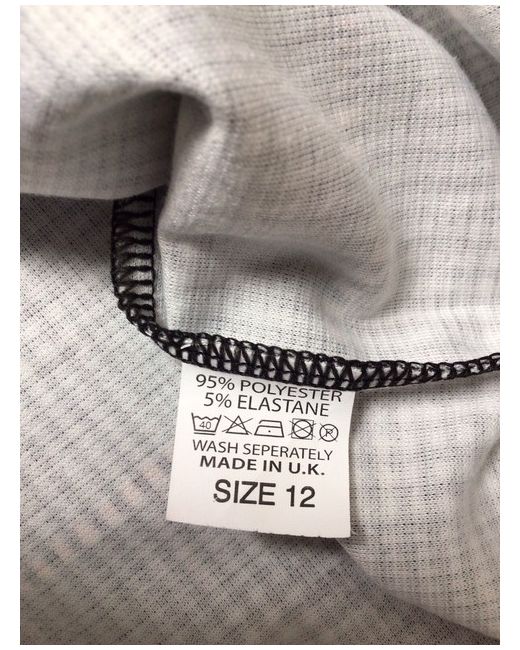 95% POLYESTER
5% ELASTANE
40 P
WASH SEPERATELY
MADE IN U.K.
SIZE 12